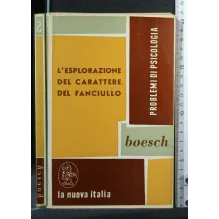 L'ESPLORAZIONE
DEL CARATTERE
DEL FANCIULLO
PROBLEMI DI PSICOLOGIA
boesch
la nuova italia